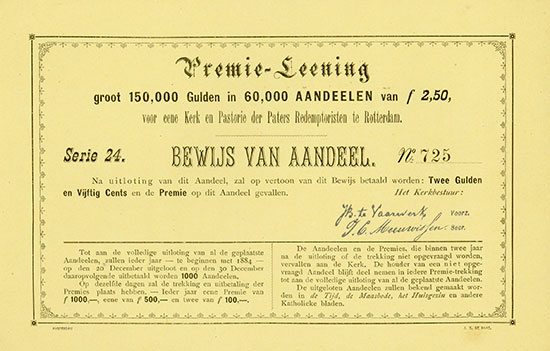 Premie-Leening
groot 150,000 Gulden in 60,000 AANDEELEN van ƒ 2,50,
voor eene Kerk en Pastorie der Paters Redemptoristen te Rotterdam.
Serie 24. BEWIJS VAN AANDEEL. No. 725
Na uitloting van dit Aandeel, zal op vertoon van dit Bewijs betaald worden: Twee Gulden
en Vijftig Cents en de Premie op dit Aandeel gevallen. Het Kerkbestuur:
JB. te Vaarwerk Voorz.
J. C. Meeuwissen Secr.
Tot aan de volledige uitloting van al de geplaatste
Aandeelen, zullen ieder jaar — te beginnen met 1884 —
op den 20 December uitgeloot en op den 30 December
daaropvolgende uitbetaald worden 1000 Aandeelen.
Op dezelfde dagen zal de trekking en uitbetaling der
Premies plaats hebben. — Ieder jaar eene Premie van
ƒ 1000,—, eene van ƒ 500,— en twee van ƒ 100,—.
De Aandeelen en de Premies, die binnen twee jaar
na de uitloting of de trekking niet opgevraagd worden,
vervallen aan de Kerk. De houder van een niet opge-
vraagd Aandeel blijft deel nemen in iedere Premie-trekking
tot aan de volledige uitloting van al de geplaatste Aandeelen.
De uitgeloten Aandeelen zullen bekend gemaakt wor-
den in de Tijd, de Maasbode, het Huisgezin en andere
Katholieke bladen.